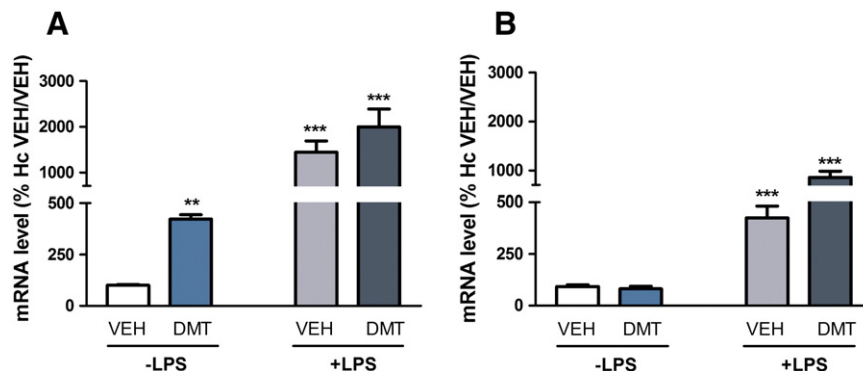 A
mRNA level (% Hc VEH/VEH)
3000
2000
1000
500
250
0
**
***
***
VEH DMT VEH DMT
-LPS +LPS
B
mRNA level (% Hc VEH/VEH)
3000
2000
1000
500
250
0
***
***
VEH DMT VEH DMT
-LPS +LPS